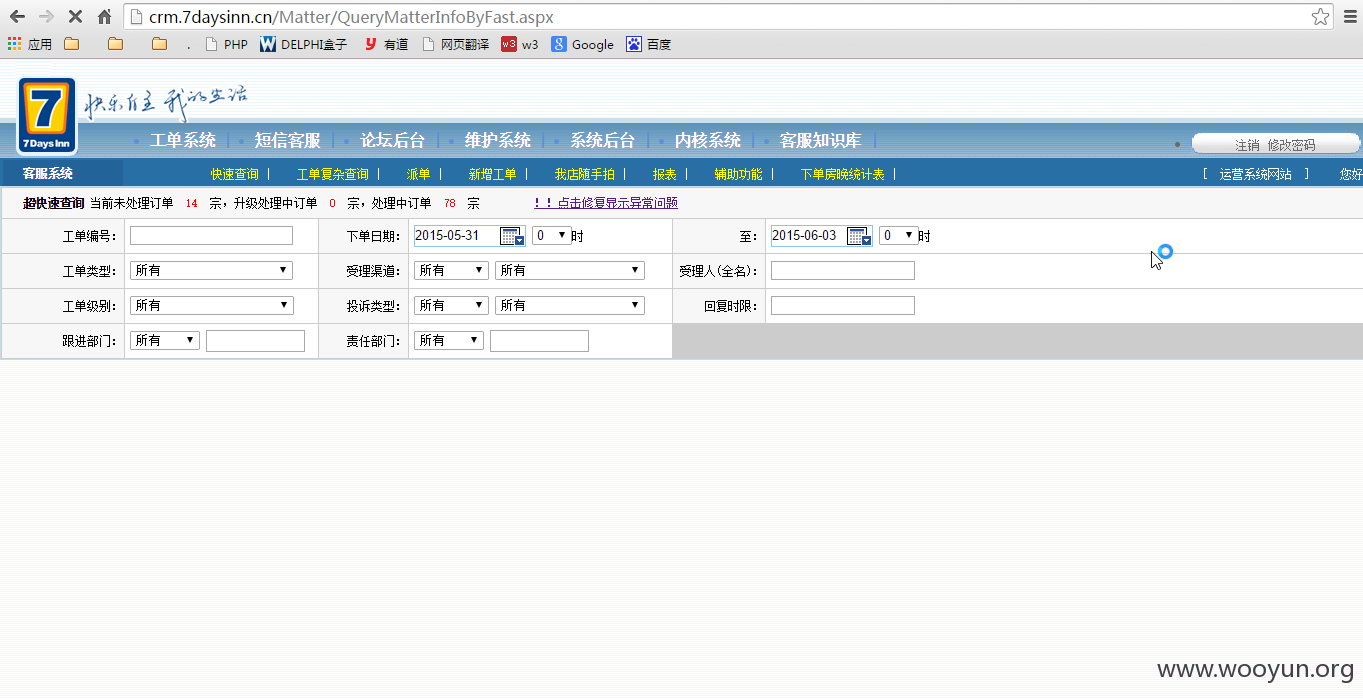 crm.7daysinn.cn/Matter/QueryMatterInfoByFast.aspx
应用 . PHP W DELPHI盒子 有道 网页翻译 w3 w3 8 Google 百度
7 快乐自主 我的生活
7 Days Inn
工单系统 短信客服 论坛后台 维护系统 系统后台 内核系统 客服知识库 注销 修改密码
客服系统 快速查询 | 工单复杂查询 | 派单 | 新增工单 | 我店随手拍 | 报表 | 辅助功能 | 下单房晚统计表 | [ 运营系统网站 ] 您好
超快速查询 当前未处理订单 14 宗，升级处理中订单 0 宗，处理中订单 78 宗 ！！点击修复显示异常问题
工单编号： 下单日期： 2015-05-31 0 时 至： 2015-06-03 0 时
工单类型： 所有 受理渠道： 所有 所有 受理人(全名)：
工单级别： 所有 投诉类型： 所有 所有 回复时限：
跟进部门： 所有 责任部门： 所有
www.wooyun.org